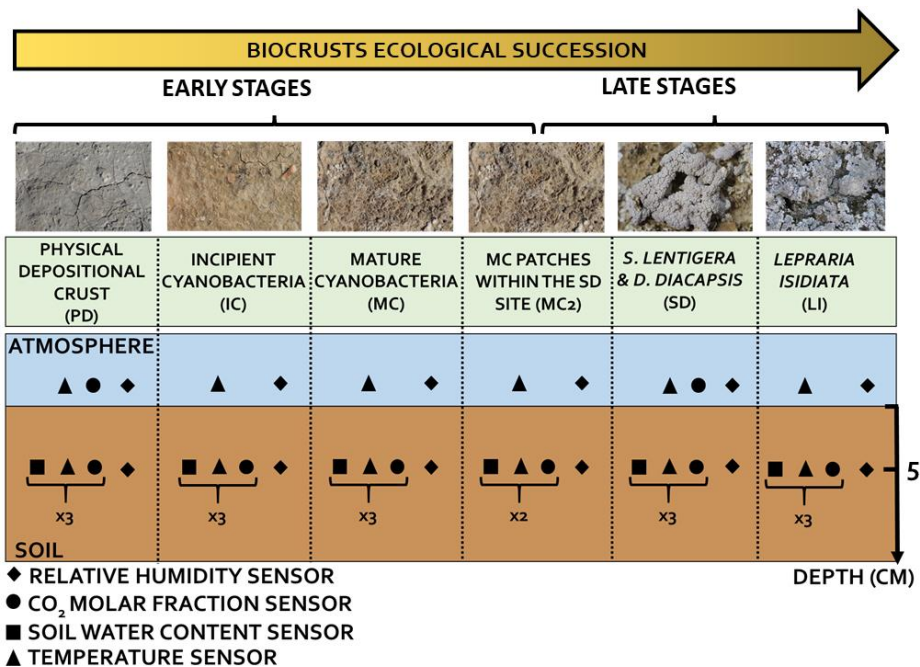 BIOCRUSTS ECOLOGICAL SUCCESSION
EARLY STAGES
LATE STAGES
PHYSICAL
DEPOSITIONAL
CRUST
(PD)
INCIPIENT
CYANOBACTERIA
(IC)
MATURE
CYANOBACTERIA
(MC)
MC PATCHES
WITHIN THE SD
SITE (MC2)
S. LENTIGERA
& D. DIACAPSIS
(SD)
LEPRARIA
ISIDIATA
(LI)
ATMOSPHERE
5
x3
x3
x3
x2
x3
x3
SOIL
DEPTH (CM)
RELATIVE HUMIDITY SENSOR
CO₂ MOLAR FRACTION SENSOR
SOIL WATER CONTENT SENSOR
TEMPERATURE SENSOR